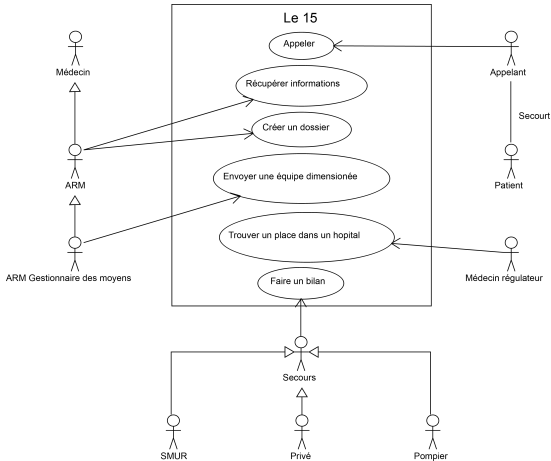 Le 15
Appeler
Médecin
Appelant
Récupérer informations
Secourt
Créer un dossier
ARM
Patient
Envoyer une équipe dimensionée
Trouver un place dans un hopital
ARM Gestionnaire des moyens
Médecin régulateur
Faire un bilan
Secours
SMUR
Privé
Pompier